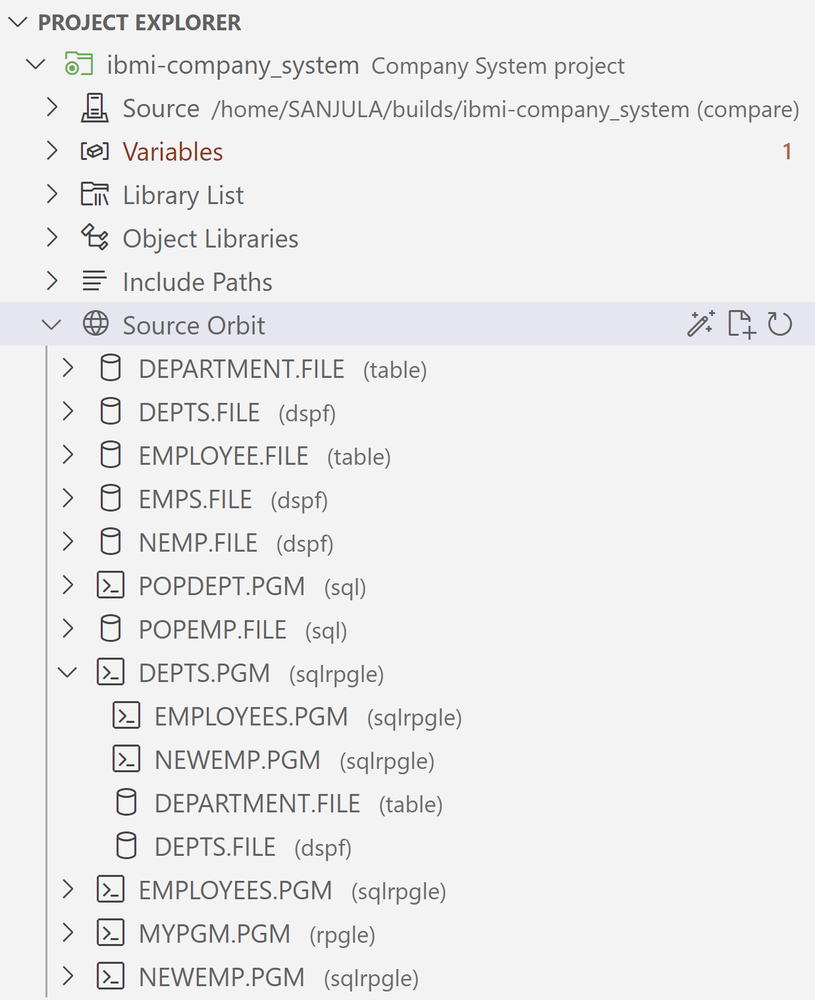 PROJECT EXPLORER
ibmi-company_system Company System project
Source /home/SANJULA/builds/ibmi-company_system (compare)
Variables 1
Library List
Object Libraries
Include Paths
Source Orbit
DEPARTMENT.FILE (table)
DEPTS.FILE (dspf)
EMPLOYEE.FILE (table)
EMPS.FILE (dspf)
NEMP.FILE (dspf)
POPDEPT.PGM (sql)
POPEMP.FILE (sql)
DEPTS.PGM (sqlrpgle)
EMPLOYEES.PGM (sqlrpgle)
NEWEMP.PGM (sqlrpgle)
DEPARTMENT.FILE (table)
DEPTS.FILE (dspf)
EMPLOYEES.PGM (sqlrpgle)
MYPGM.PGM (rpgle)
NEWEMP.PGM (sqlrpgle)